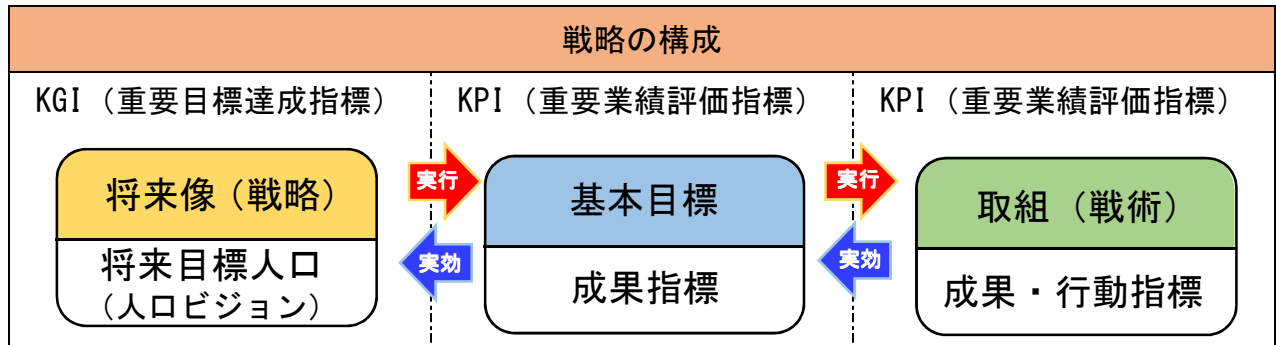 戦略の構成
KGI（重要目標達成指標）
KPI（重要業績評価指標）
KPI（重要業績評価指標）
将来像（戦略）
将来目標人口
（人口ビジョン）
実行
実効
基本目標
成果指標
実行
実効
取組（戦術）
成果・行動指標